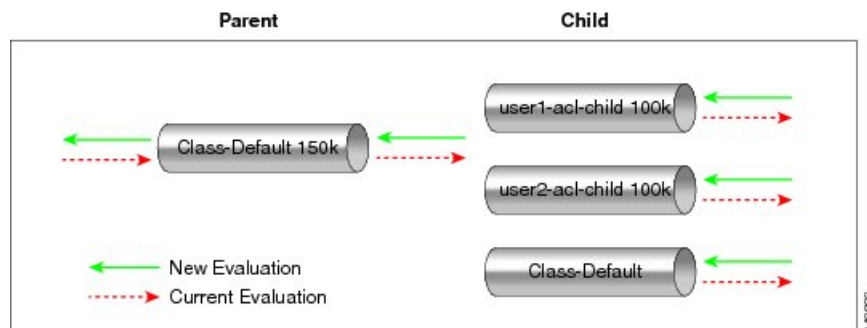 Parent Child
user1-acl-child 100k
Class-Default 150k
user2-acl-child 100k
New Evaluation
Class-Default
Current Evaluation